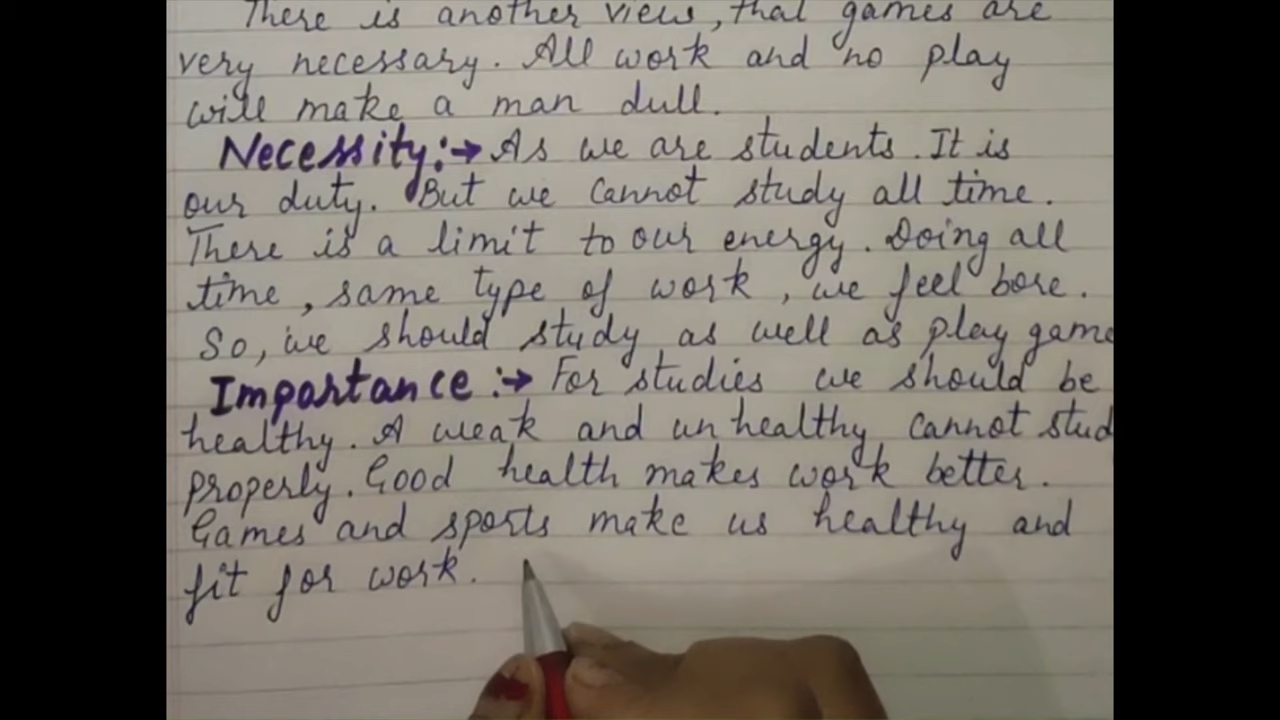 There is another view, that games are
very necessary. All work and no play
will make a man dull.
Necessity:→ As we are students. It is
our duty. But we cannot study all time.
There is a limit to our energy. Doing all
time, same type of work, we feel bore.
So, we should study as well as play game
Importance:→ For studies we should be
healthy. A weak and unhealthy cannot stud
properly. Good health makes work better.
Games and sports make us healthy and
fit for work.